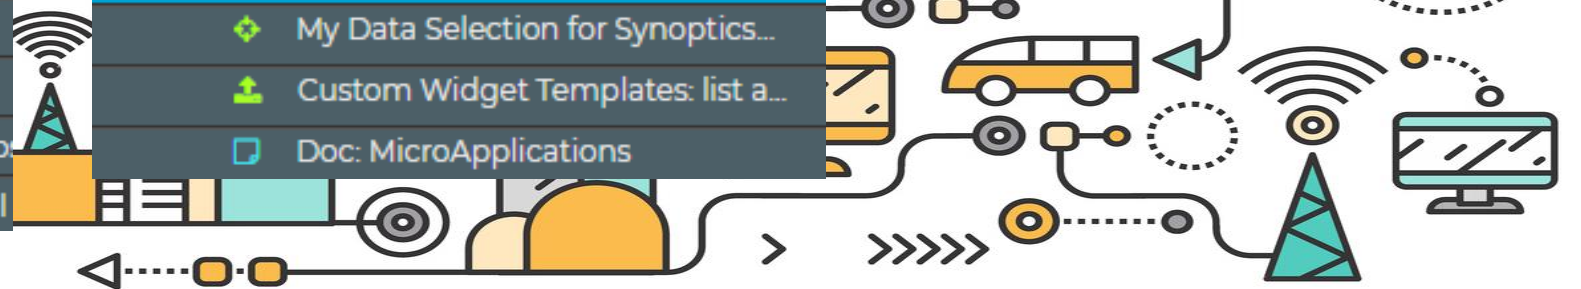 My Data Selection for Synoptics...
Custom Widget Templates: list a...
Doc: MicroApplications